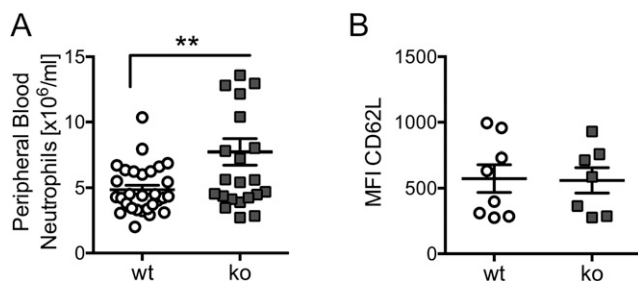 A
**
Peripheral Blood
Neutrophils [x10⁶/ml]
15
10
5
0
wt
ko
B
MFI CD62L
1500
1000
500
0
wt
ko